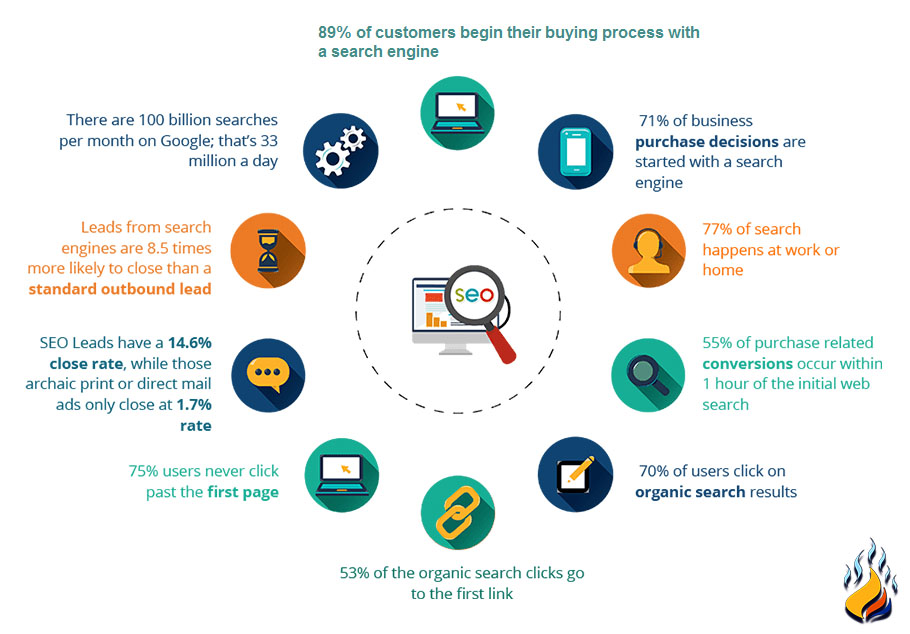 89% of customers begin their buying process with
a search engine
There are 100 billion searches
per month on Google; that's 33
million a day
71% of business
purchase decisions are
started with a search
engine
Leads from search
engines are 8.5 times
more likely to close than a
standard outbound lead
77% of search
happens at work or
home
seo
SEO Leads have a 14.6%
close rate, while those
archaic print or direct mail
ads only close at 1.7%
rate
55% of purchase related
conversions occur within
1 hour of the initial web
search
75% users never click
past the first page
70% of users click on
organic search results
53% of the organic search clicks go
to the first link